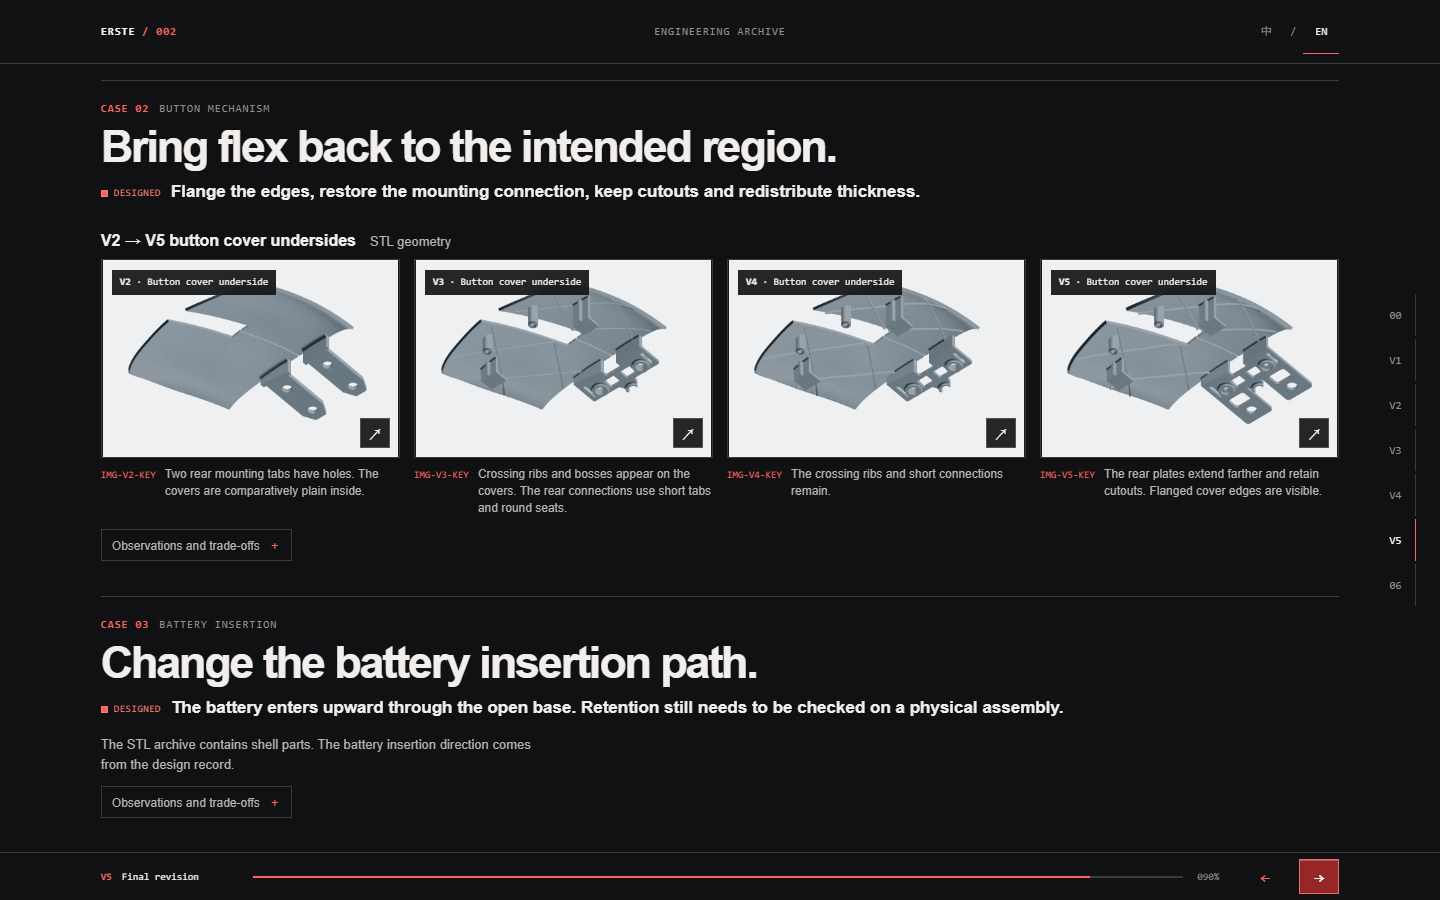 ERSTE / 002
ENGINEERING ARCHIVE
中 / EN
CASE 02 BUTTON MECHANISM
Bring flex back to the intended region.
DESIGNED Flange the edges, restore the mounting connection, keep cutouts and redistribute thickness.
V2 → V5 button cover undersides STL geometry
V2 · Button cover underside
V3 · Button cover underside
V4 · Button cover underside
V5 · Button cover underside
IMG-V2-KEY Two rear mounting tabs have holes. The
covers are comparatively plain inside.
IMG-V3-KEY Crossing ribs and bosses appear on the
covers. The rear connections use short tabs
and round seats.
IMG-V4-KEY The crossing ribs and short connections
remain.
IMG-V5-KEY The rear plates extend farther and retain
cutouts. Flanged cover edges are visible.
Observations and trade-offs +
CASE 03 BATTERY INSERTION
Change the battery insertion path.
DESIGNED The battery enters upward through the open base. Retention still needs to be checked on a physical assembly.
The STL archive contains shell parts. The battery insertion direction comes
from the design record.
Observations and trade-offs +
00
V1
V2
V3
V4
V5
06
V5 Final revision
090%
← →